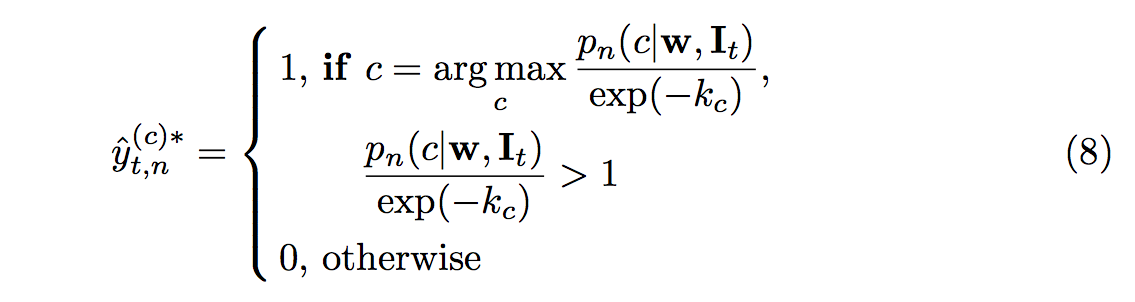 ŷ_{t,n}^{(c)*} = { 1, if c = arg max_c p_n(c|w, I_t) / exp(−k_c),
p_n(c|w, I_t) / exp(−k_c) > 1 (8)
0, otherwise